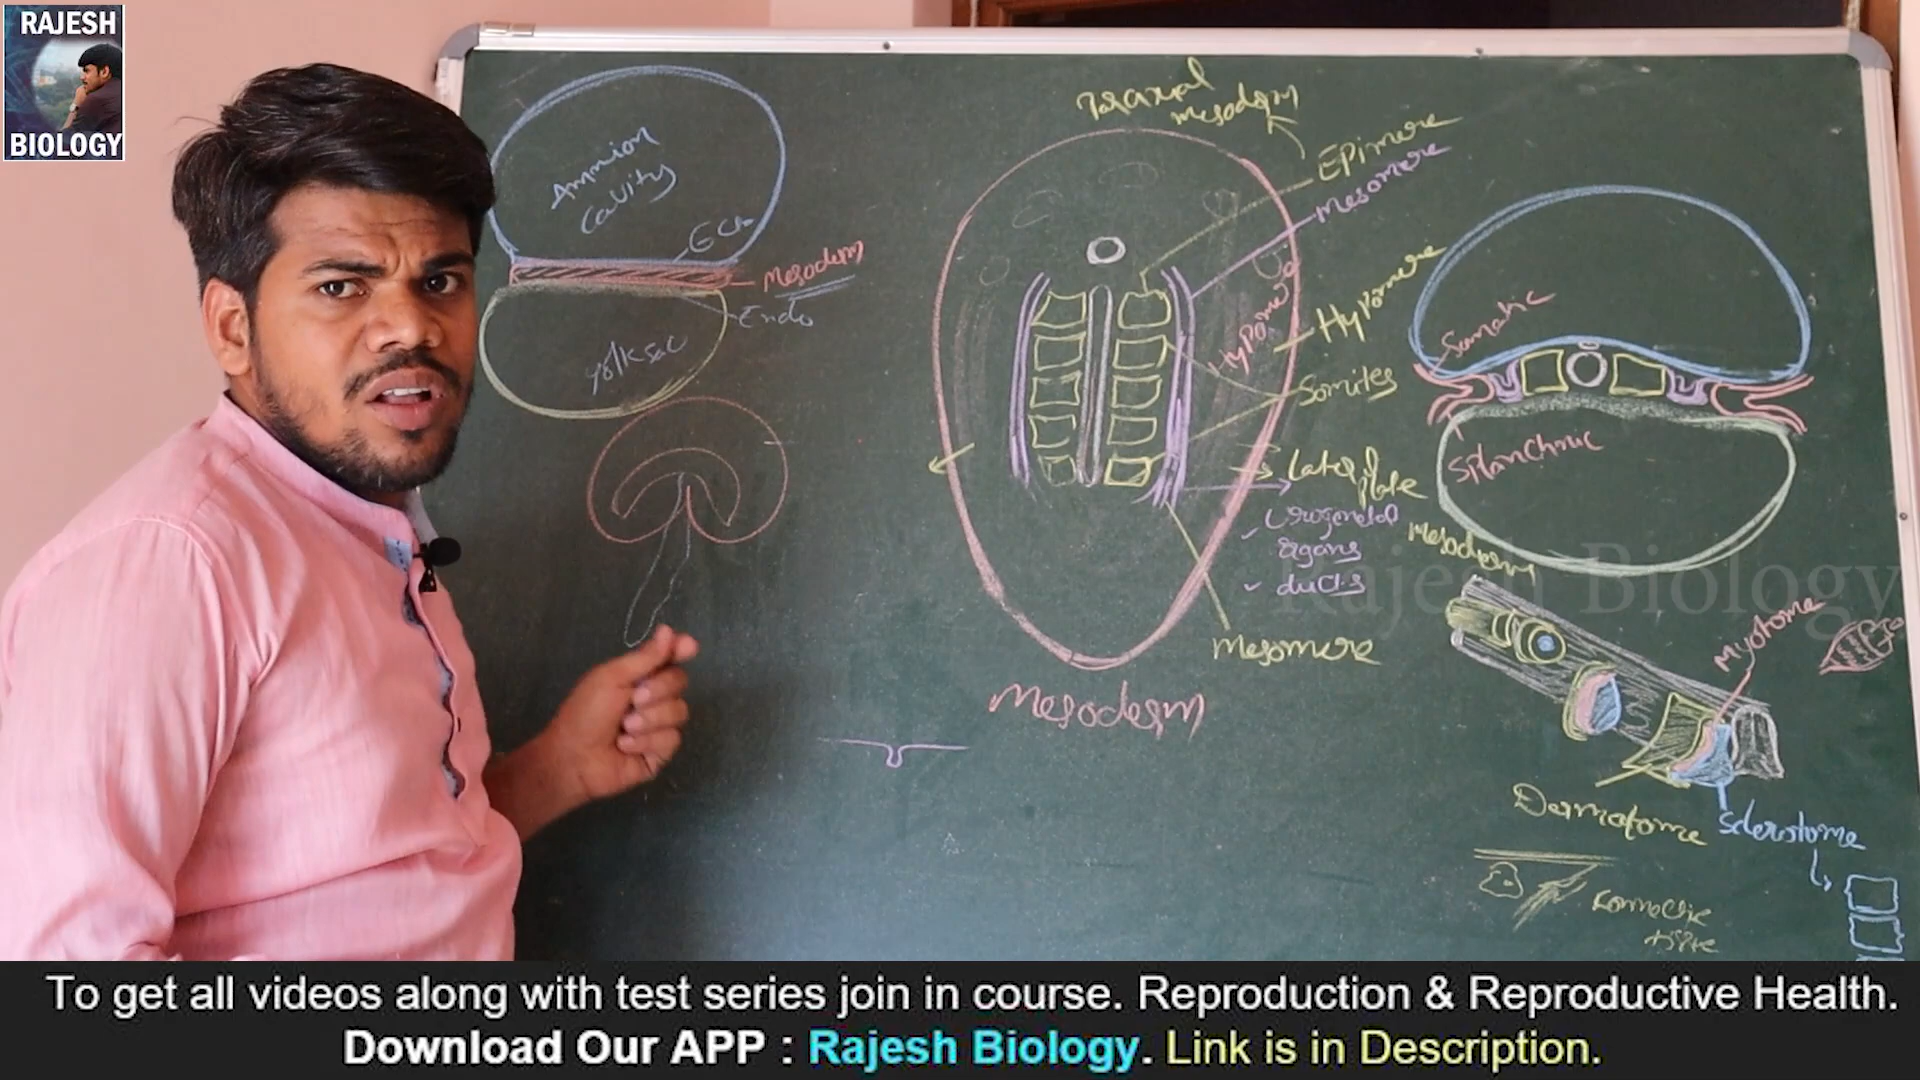 RAJESH
BIOLOGY
Amnion
Cavity
Ecto
Mesoderm
Endo
Yolk sac
Paraxial
mesoderm
Epimere
Mesomere
Hypomere
Hypomere
Somites
Lateral
plate
Mesoderm
Urogenital
organs
ducts
Mesomere
Mesoderm
Somatic
Splanchnic
Rajesh Biology
Myotome
Dermatome
Sclerotome
Connective
tissue
To get all videos along with test series join in course. Reproduction & Reproductive Health.
Download Our APP : Rajesh Biology. Link is in Description.